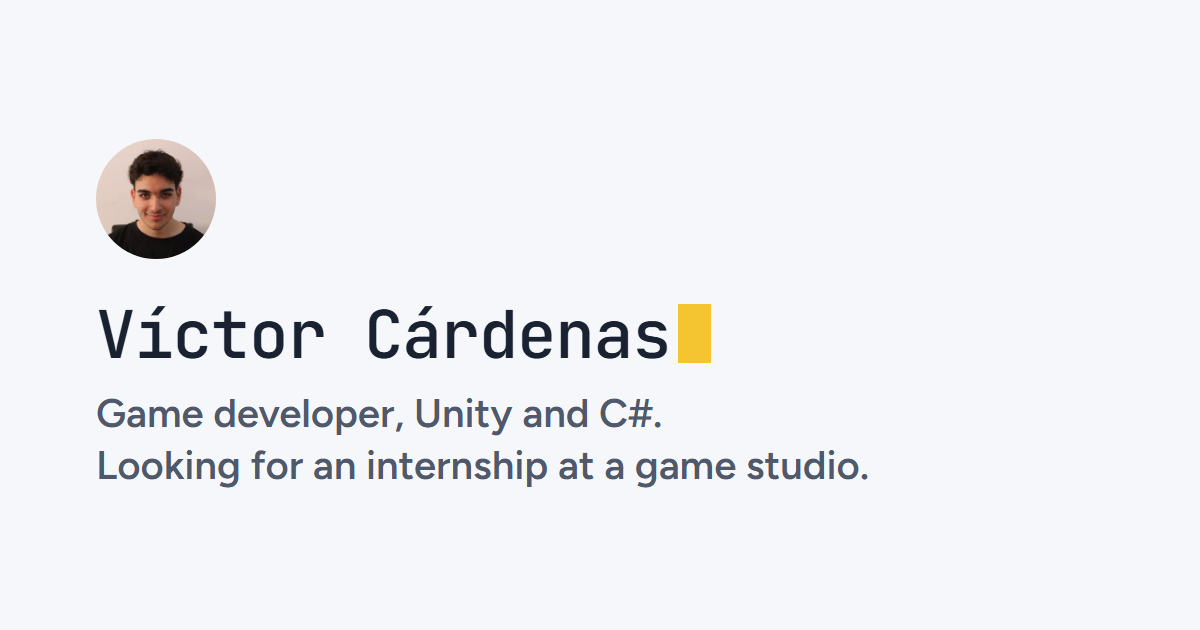 Víctor Cárdenas
Game developer, Unity and C#.
Looking for an internship at a game studio.